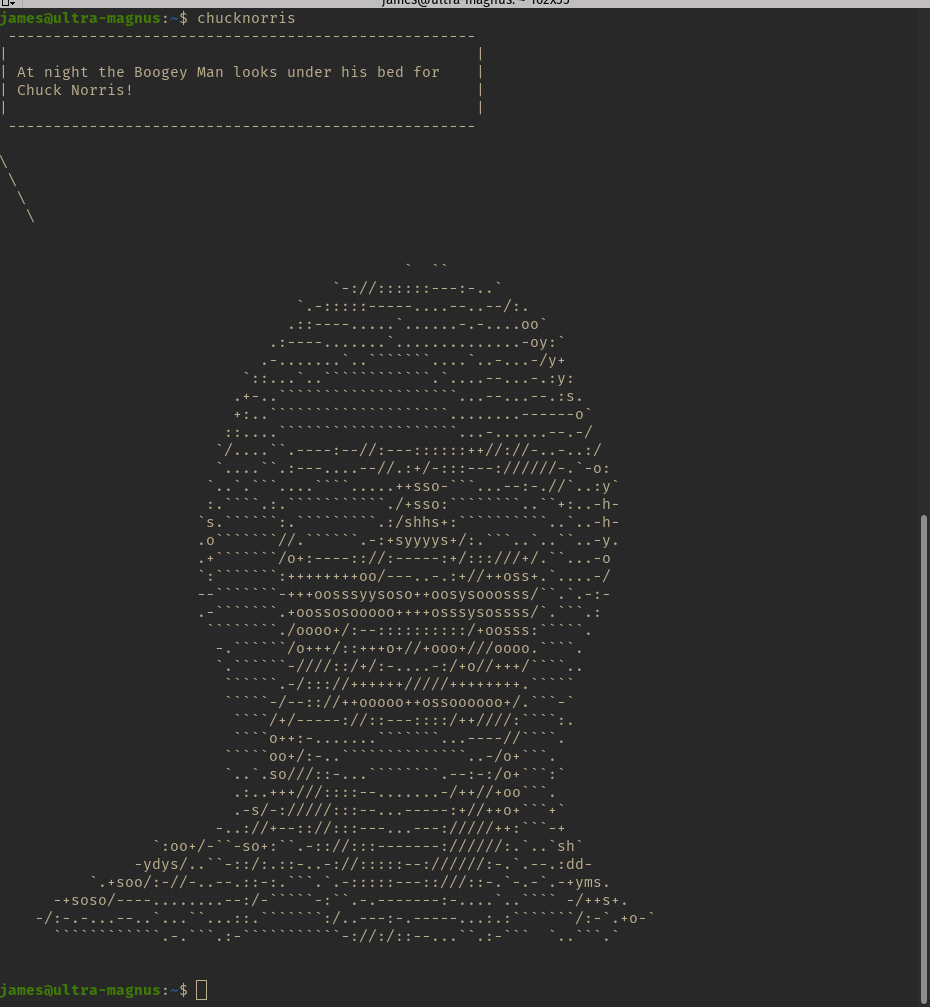 james@ultra-magnus: ~
james@ultra-magnus:~$ chucknorris
At night the Boogey Man looks under his bed for
Chuck Norris!
james@ultra-magnus:~$